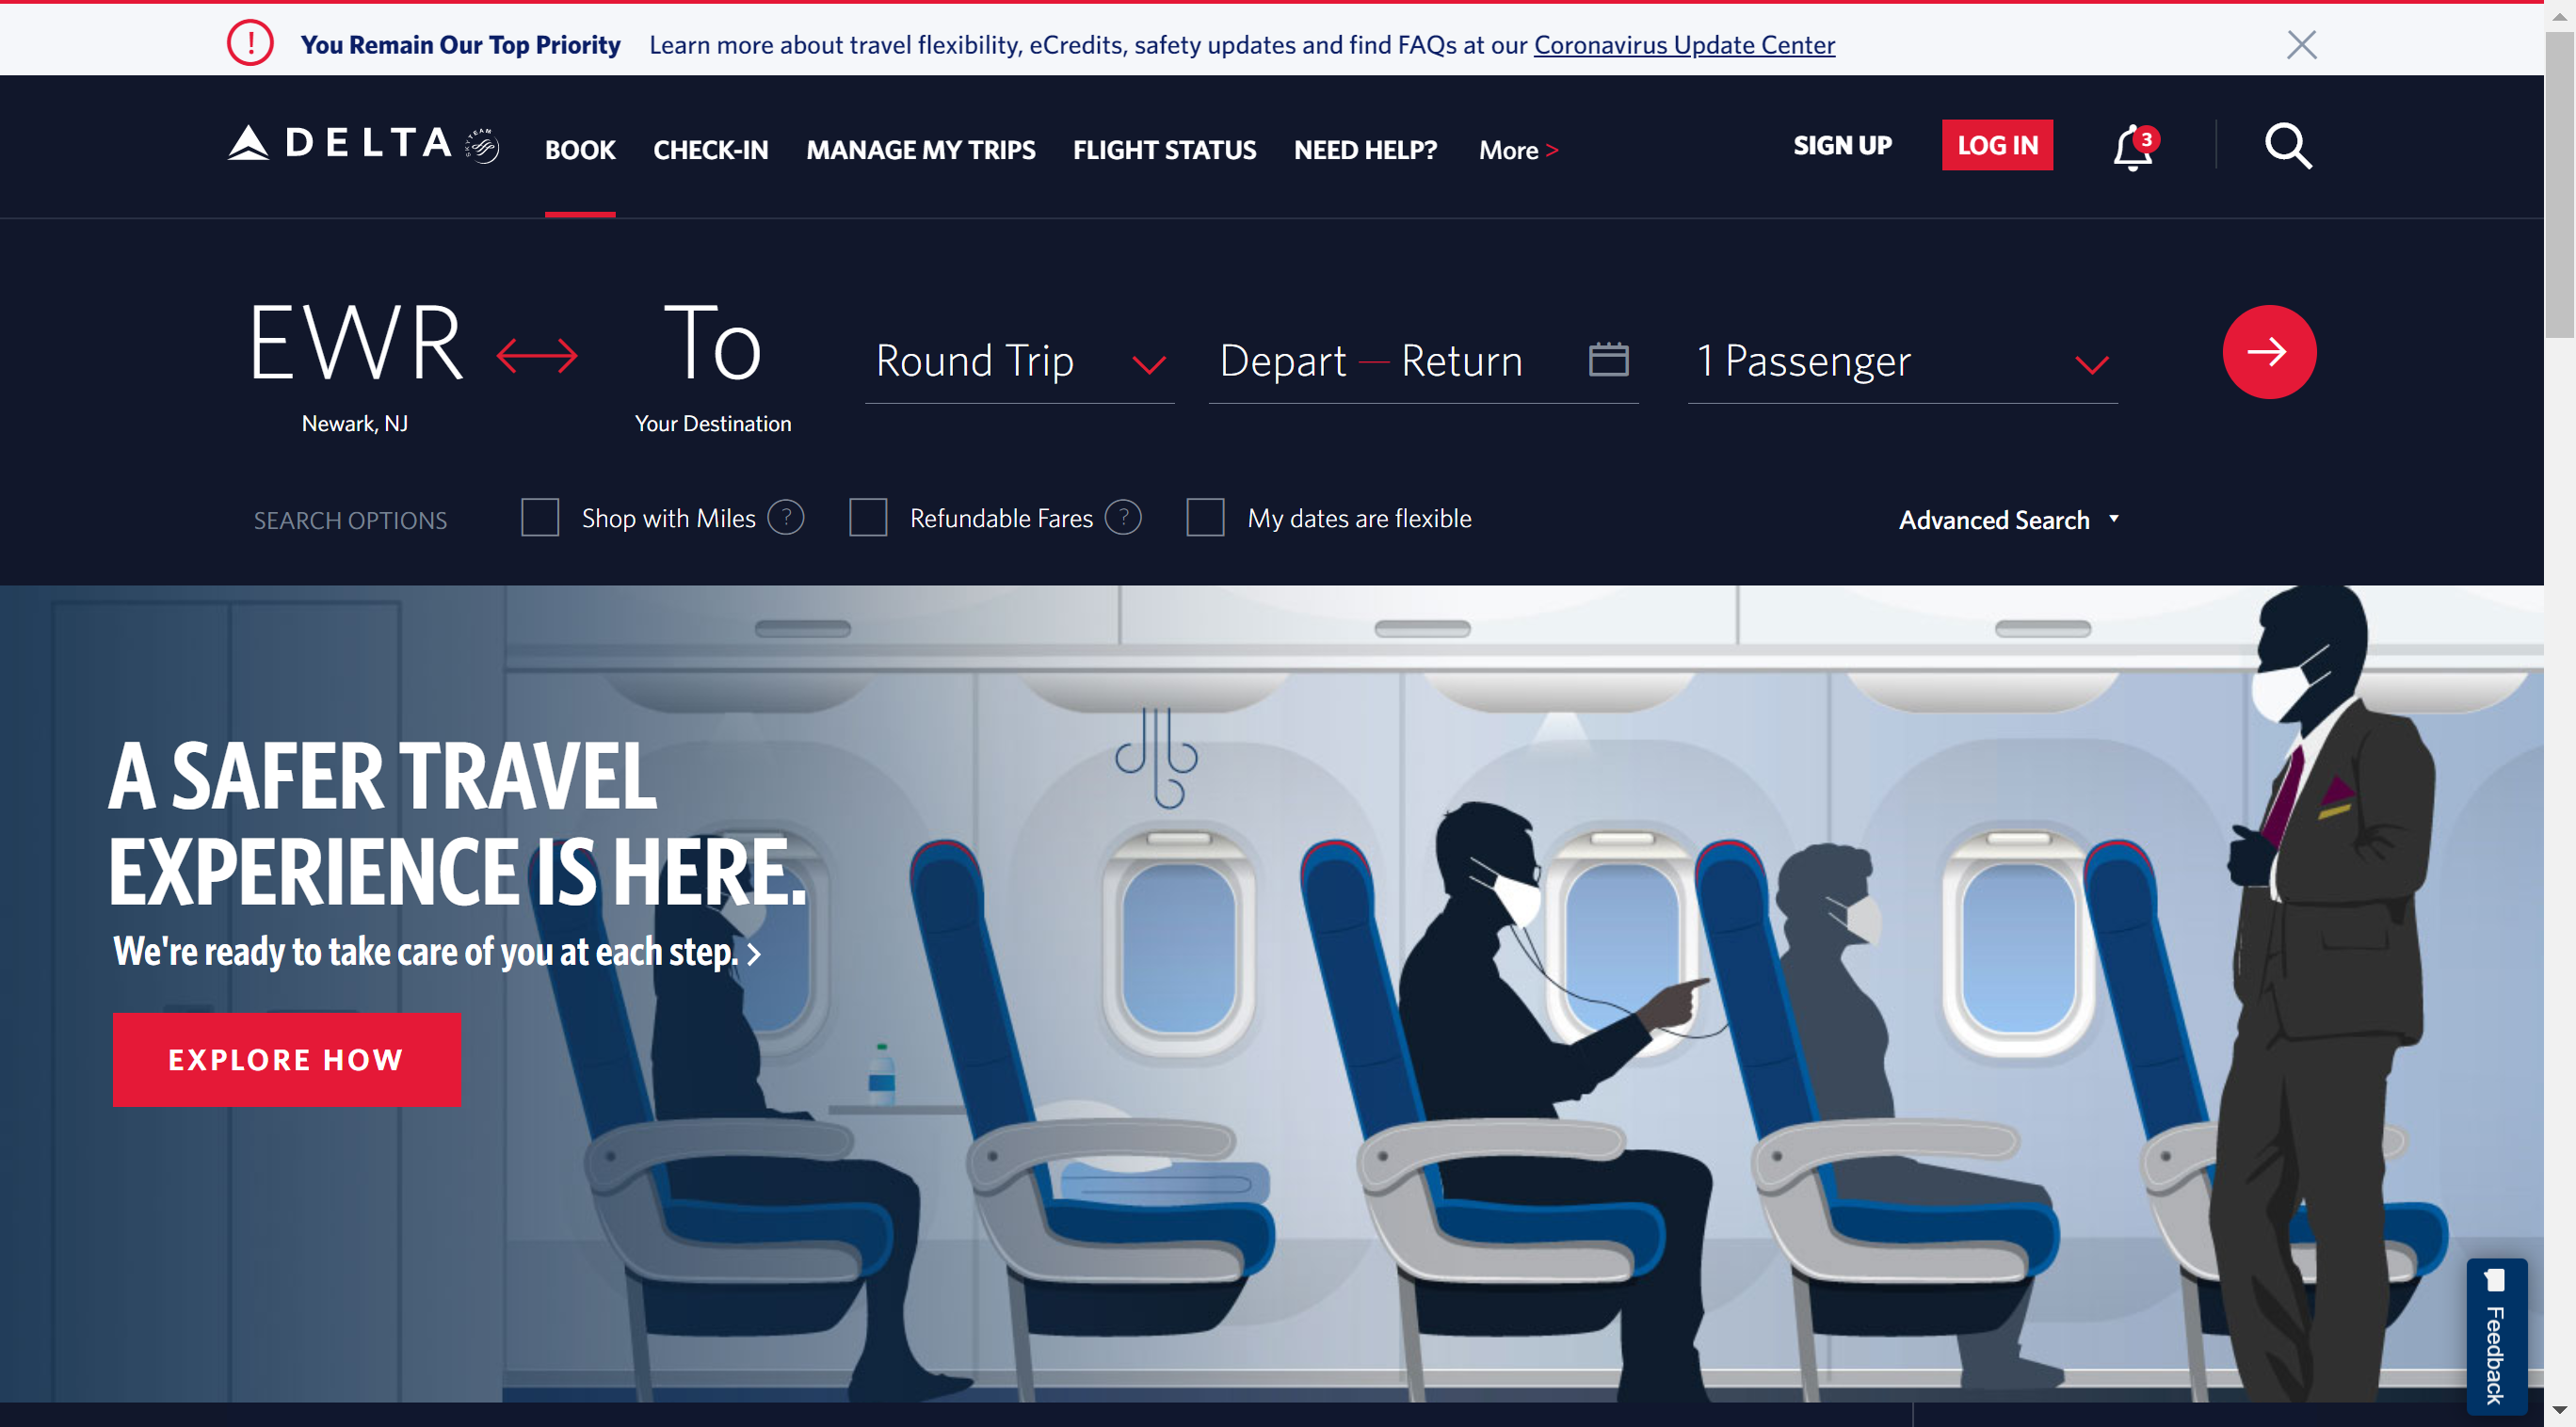 You Remain Our Top Priority Learn more about travel flexibility, eCredits, safety updates and find FAQs at our Coronavirus Update Center
DELTA SKYTEAM BOOK CHECK-IN MANAGE MY TRIPS FLIGHT STATUS NEED HELP? More > SIGN UP LOG IN 3
EWR To Round Trip Depart — Return 1 Passenger
Newark, NJ Your Destination
SEARCH OPTIONS Shop with Miles ? Refundable Fares ? My dates are flexible Advanced Search
A SAFER TRAVEL
EXPERIENCE IS HERE.
We're ready to take care of you at each step. >
EXPLORE HOW
Feedback